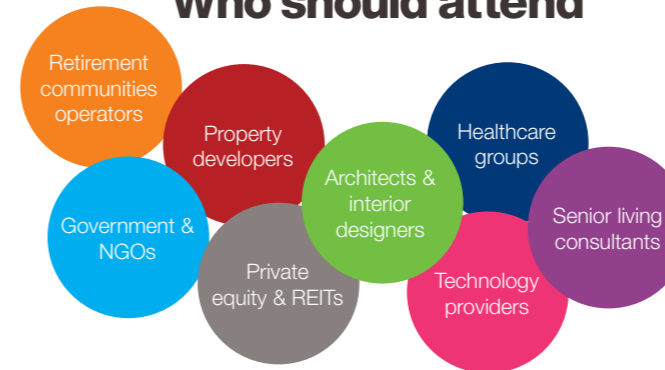 Who should attend
Retirement
communities
operators
Property
developers
Healthcare
groups
Architects &
interior
designers
Government &
NGOs
Senior living
consultants
Private
equity & REITs
Technology
providers